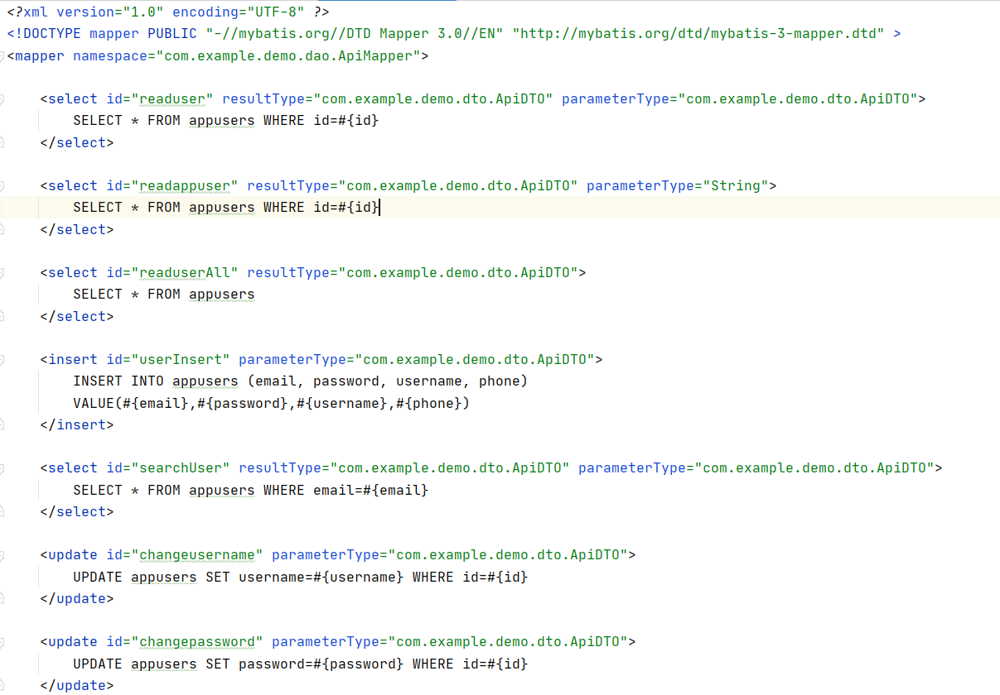 <?xml version="1.0" encoding="UTF-8" ?>
<!DOCTYPE mapper PUBLIC "-//mybatis.org//DTD Mapper 3.0//EN" "http://mybatis.org/dtd/mybatis-3-mapper.dtd" >
<mapper namespace="com.example.demo.dao.ApiMapper">

    <select id="readuser" resultType="com.example.demo.dto.ApiDTO" parameterType="com.example.demo.dto.ApiDTO">
        SELECT * FROM appusers WHERE id=#{id}
    </select>

    <select id="readappuser" resultType="com.example.demo.dto.ApiDTO" parameterType="String">
        SELECT * FROM appusers WHERE id=#{id}
    </select>

    <select id="readuserAll" resultType="com.example.demo.dto.ApiDTO">
        SELECT * FROM appusers
    </select>

    <insert id="userInsert" parameterType="com.example.demo.dto.ApiDTO">
        INSERT INTO appusers (email, password, username, phone)
        VALUE(#{email},#{password},#{username},#{phone})
    </insert>

    <select id="searchUser" resultType="com.example.demo.dto.ApiDTO" parameterType="com.example.demo.dto.ApiDTO">
        SELECT * FROM appusers WHERE email=#{email}
    </select>

    <update id="changeusername" parameterType="com.example.demo.dto.ApiDTO">
        UPDATE appusers SET username=#{username} WHERE id=#{id}
    </update>

    <update id="changepassword" parameterType="com.example.demo.dto.ApiDTO">
        UPDATE appusers SET password=#{password} WHERE id=#{id}
    </update>